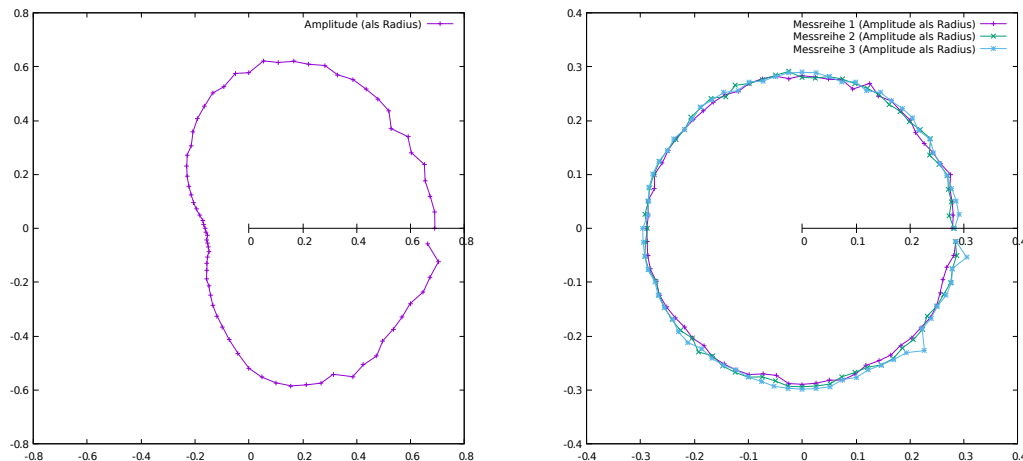 0.8
Amplitude (als Radius)
0.6
0.4
0.2
0
0 0.2 0.4 0.6 0.8
-0.2
-0.4
-0.6
-0.8
-0.8 -0.6 -0.4 -0.2 0 0.2 0.4 0.6 0.8
0.4
Messreihe 1 (Amplitude als Radius)
Messreihe 2 (Amplitude als Radius)
Messreihe 3 (Amplitude als Radius)
0.3
0.2
0.1
0
0 0.1 0.2 0.3 0.4
-0.1
-0.2
-0.3
-0.4
-0.4 -0.3 -0.2 -0.1 0 0.1 0.2 0.3 0.4